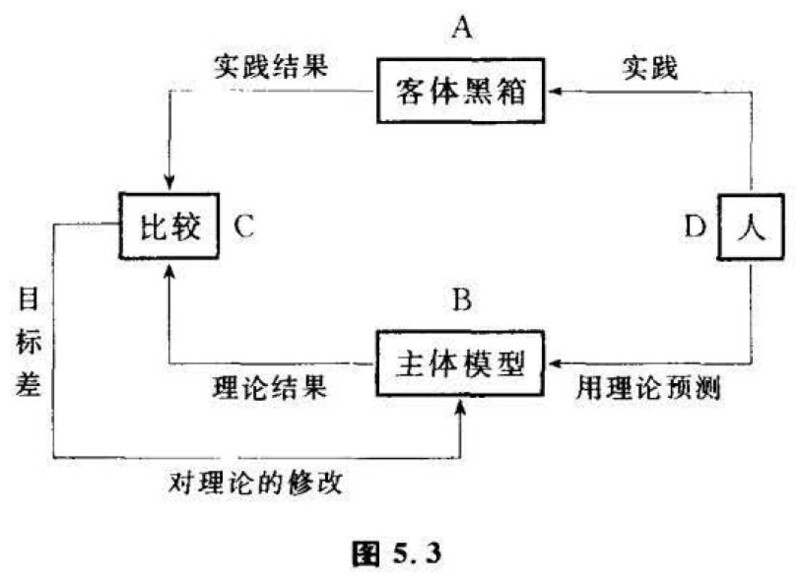 A
实践结果
客体黑箱
实践
比较
C
D
人
目标差
B
理论结果
主体模型
用理论预测
对理论的修改
图 5.3